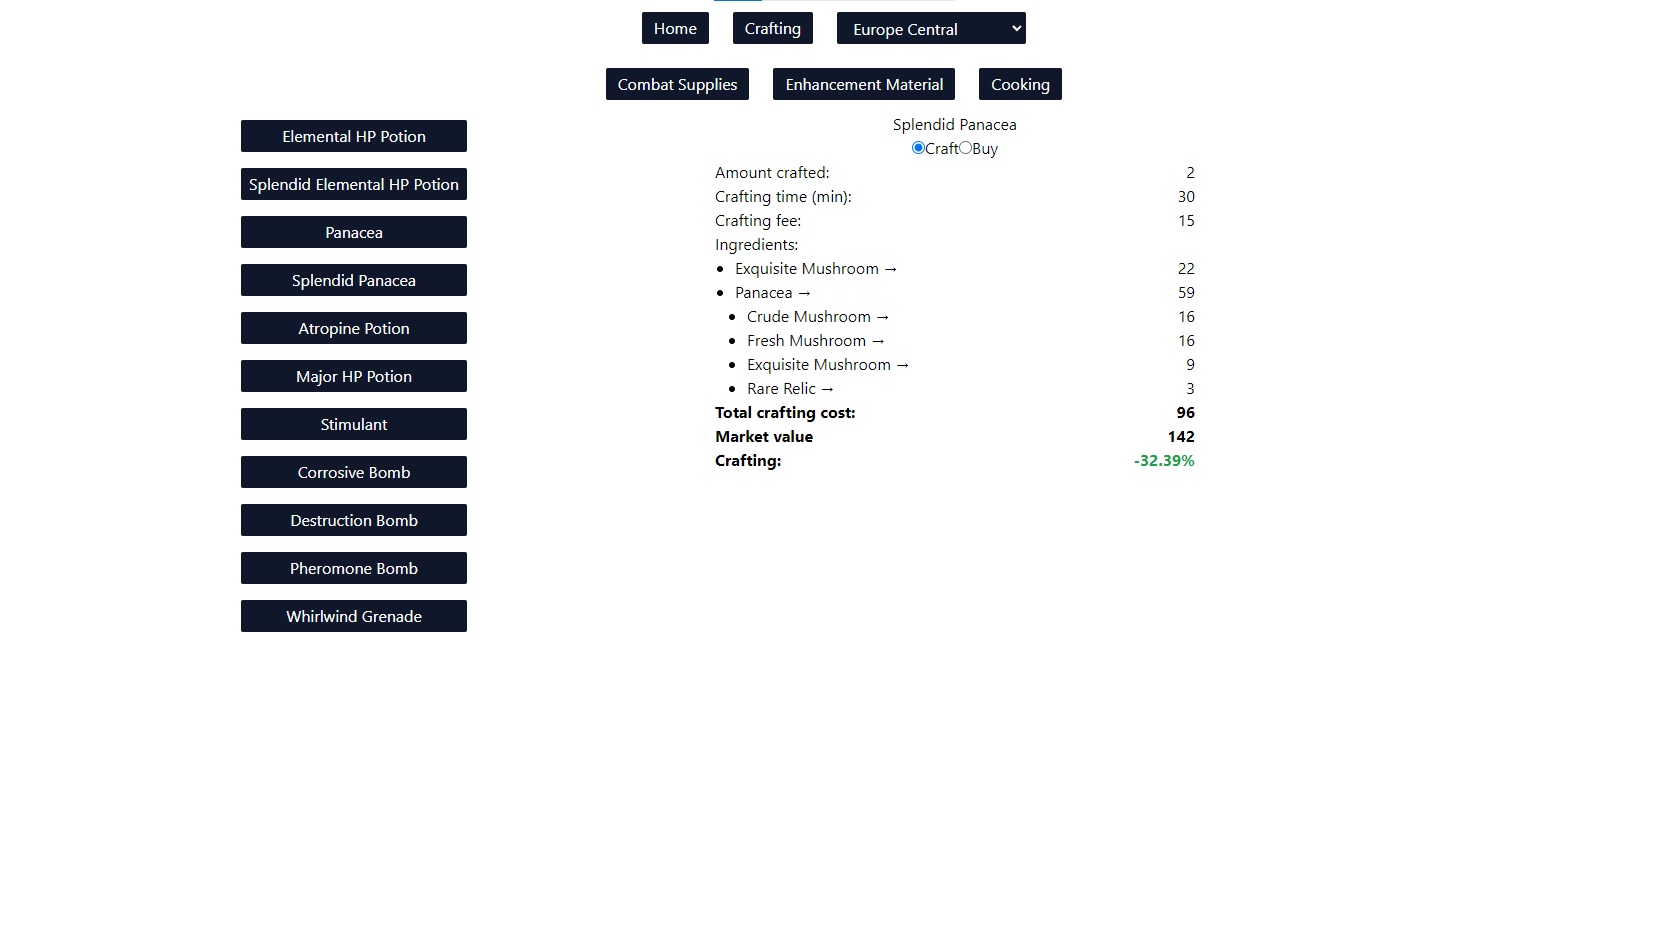 Home
Crafting
Europe Central
Combat Supplies
Enhancement Material
Cooking
Elemental HP Potion
Splendid Elemental HP Potion
Panacea
Splendid Panacea
Atropine Potion
Major HP Potion
Stimulant
Corrosive Bomb
Destruction Bomb
Pheromone Bomb
Whirlwind Grenade
Splendid Panacea
Craft Buy
Amount crafted: 2
Crafting time (min): 30
Crafting fee: 15
Ingredients:
• Exquisite Mushroom → 22
• Panacea → 59
• Crude Mushroom → 16
• Fresh Mushroom → 16
• Exquisite Mushroom → 9
• Rare Relic → 3
Total crafting cost: 96
Market value 142
Crafting: -32.39%